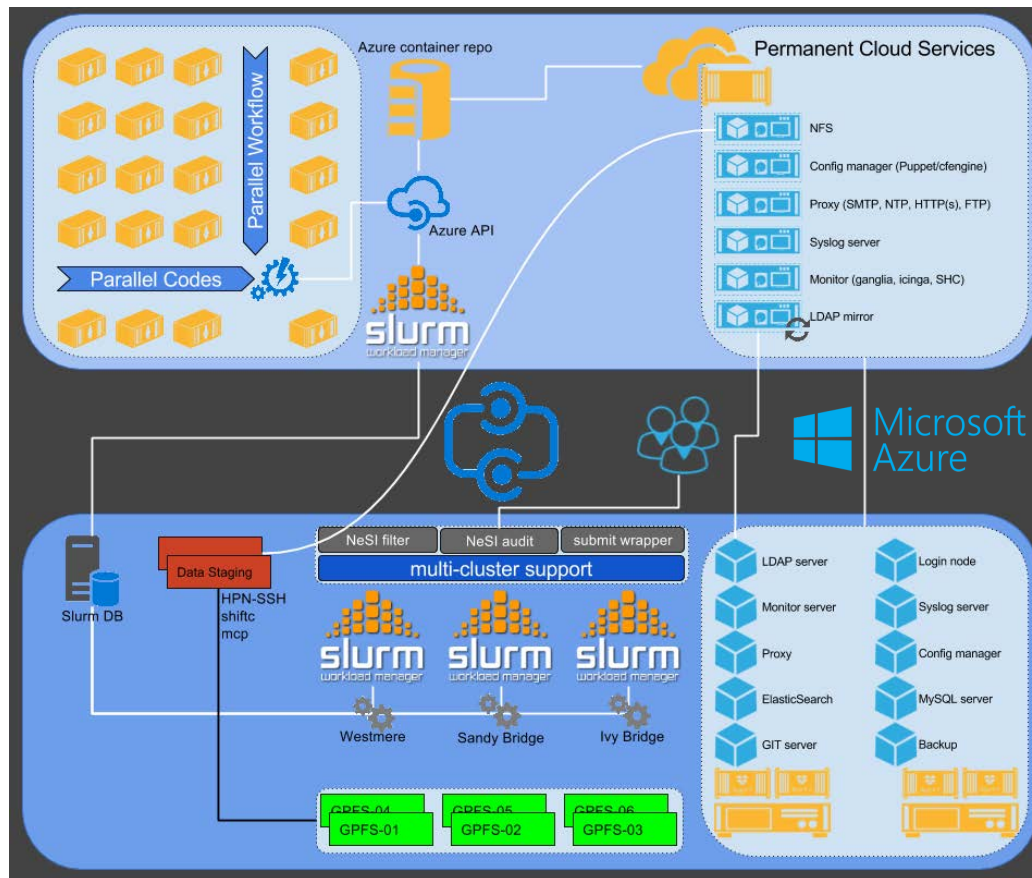 Azure container repo
Permanent Cloud Services
Parallel Workflow
NFS
Config manager (Puppet/cfengine)
Proxy (SMTP, NTP, HTTP(s), FTP)
Azure API
Syslog server
Parallel Codes
Monitor (ganglia, icinga, SHC)
LDAP mirror
slurm
workload manager
Microsoft
Azure
NeSI filter
NeSI audit
submit wrapper
multi-cluster support
Data Staging
HPN-SSH
shiftc
mcp
Slurm DB
slurm
workload manager
slurm
workload manager
slurm
workload manager
Westmere
Sandy Bridge
Ivy Bridge
GPFS-04
GPFS-05
GPFS-06
GPFS-01
GPFS-02
GPFS-03
LDAP server
Login node
Monitor server
Syslog server
Proxy
Config manager
ElasticSearch
MySQL server
GIT server
Backup